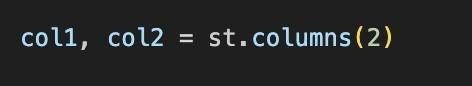 col1, col2 = st.columns(2)